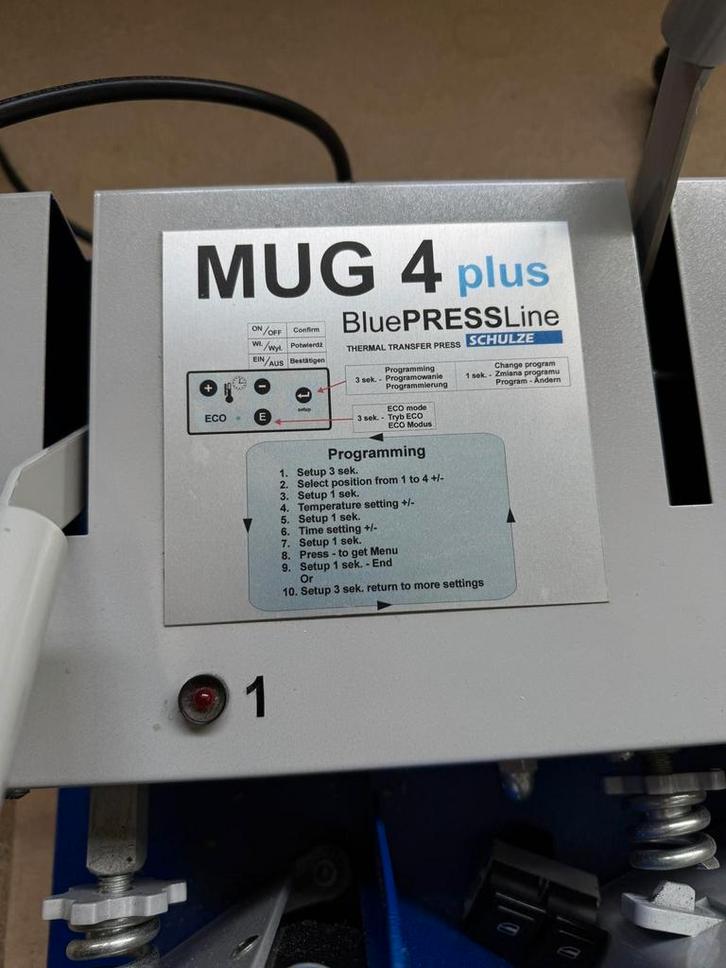 MUG 4 plus
BluePRESSLine
THERMAL TRANSFER PRESS SCHULZE
ON/OFF Confirm
Wł./Wył. Potwierdź
EIN/AUS Bestätigen
3 sek. - Programming
Programowanie
Programmierung
1 sek. - Change program
Zmiana programu
Program - Ändern
+ - setup
ECO E
3 sek. - ECO mode
Tryb ECO
ECO Modus
Programming
1. Setup 3 sek.
2. Select position from 1 to 4 +/-
3. Setup 1 sek.
4. Temperature setting +/-
5. Setup 1 sek.
6. Time setting +/-
7. Setup 1 sek.
8. Press - to get Menu
9. Setup 1 sek. - End
Or
10. Setup 3 sek. return to more settings
1